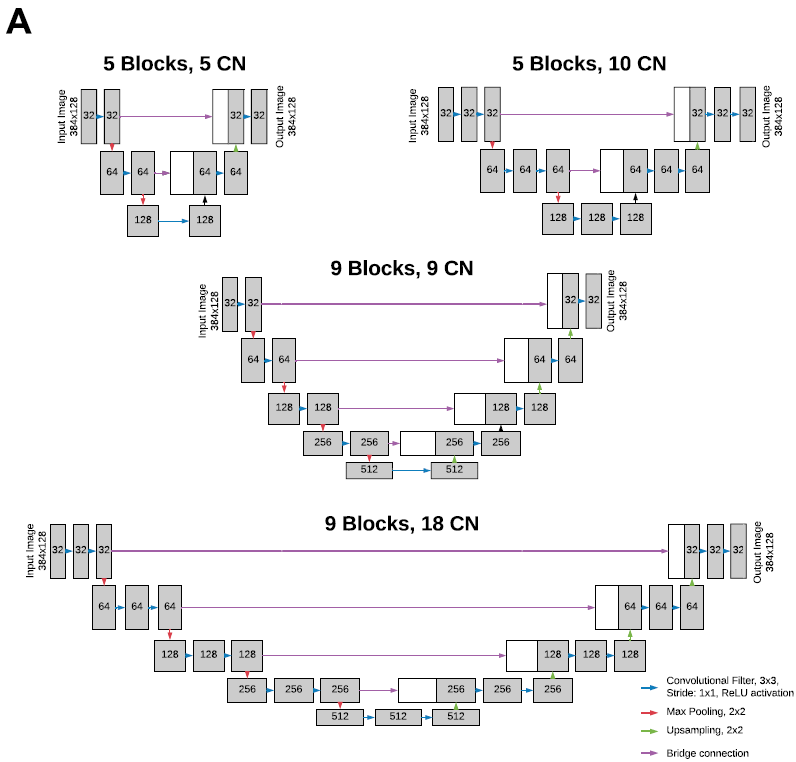 A
5 Blocks, 5 CN
Input Image
384x128
32 32 32 32
Output Image
384x128
64 64 64 64
128 128
5 Blocks, 10 CN
Input Image
384x128
32 32 32 32 32 32
Output Image
384x128
64 64 64 64 64 64
128 128 128
9 Blocks, 9 CN
Input Image
384x128
32 32 32 32
Output Image
384x128
64 64 64 64
128 128 128 128
256 256 256 256
512 512
9 Blocks, 18 CN
Input Image
384x128
32 32 32 32 32 32
Output Image
384x128
64 64 64 64 64 64
128 128 128 128 128 128
256 256 256 256 256 256
512 512 512
Convolutional Filter, 3x3,
Stride: 1x1, ReLU activation
Max Pooling, 2x2
Upsampling, 2x2
Bridge connection